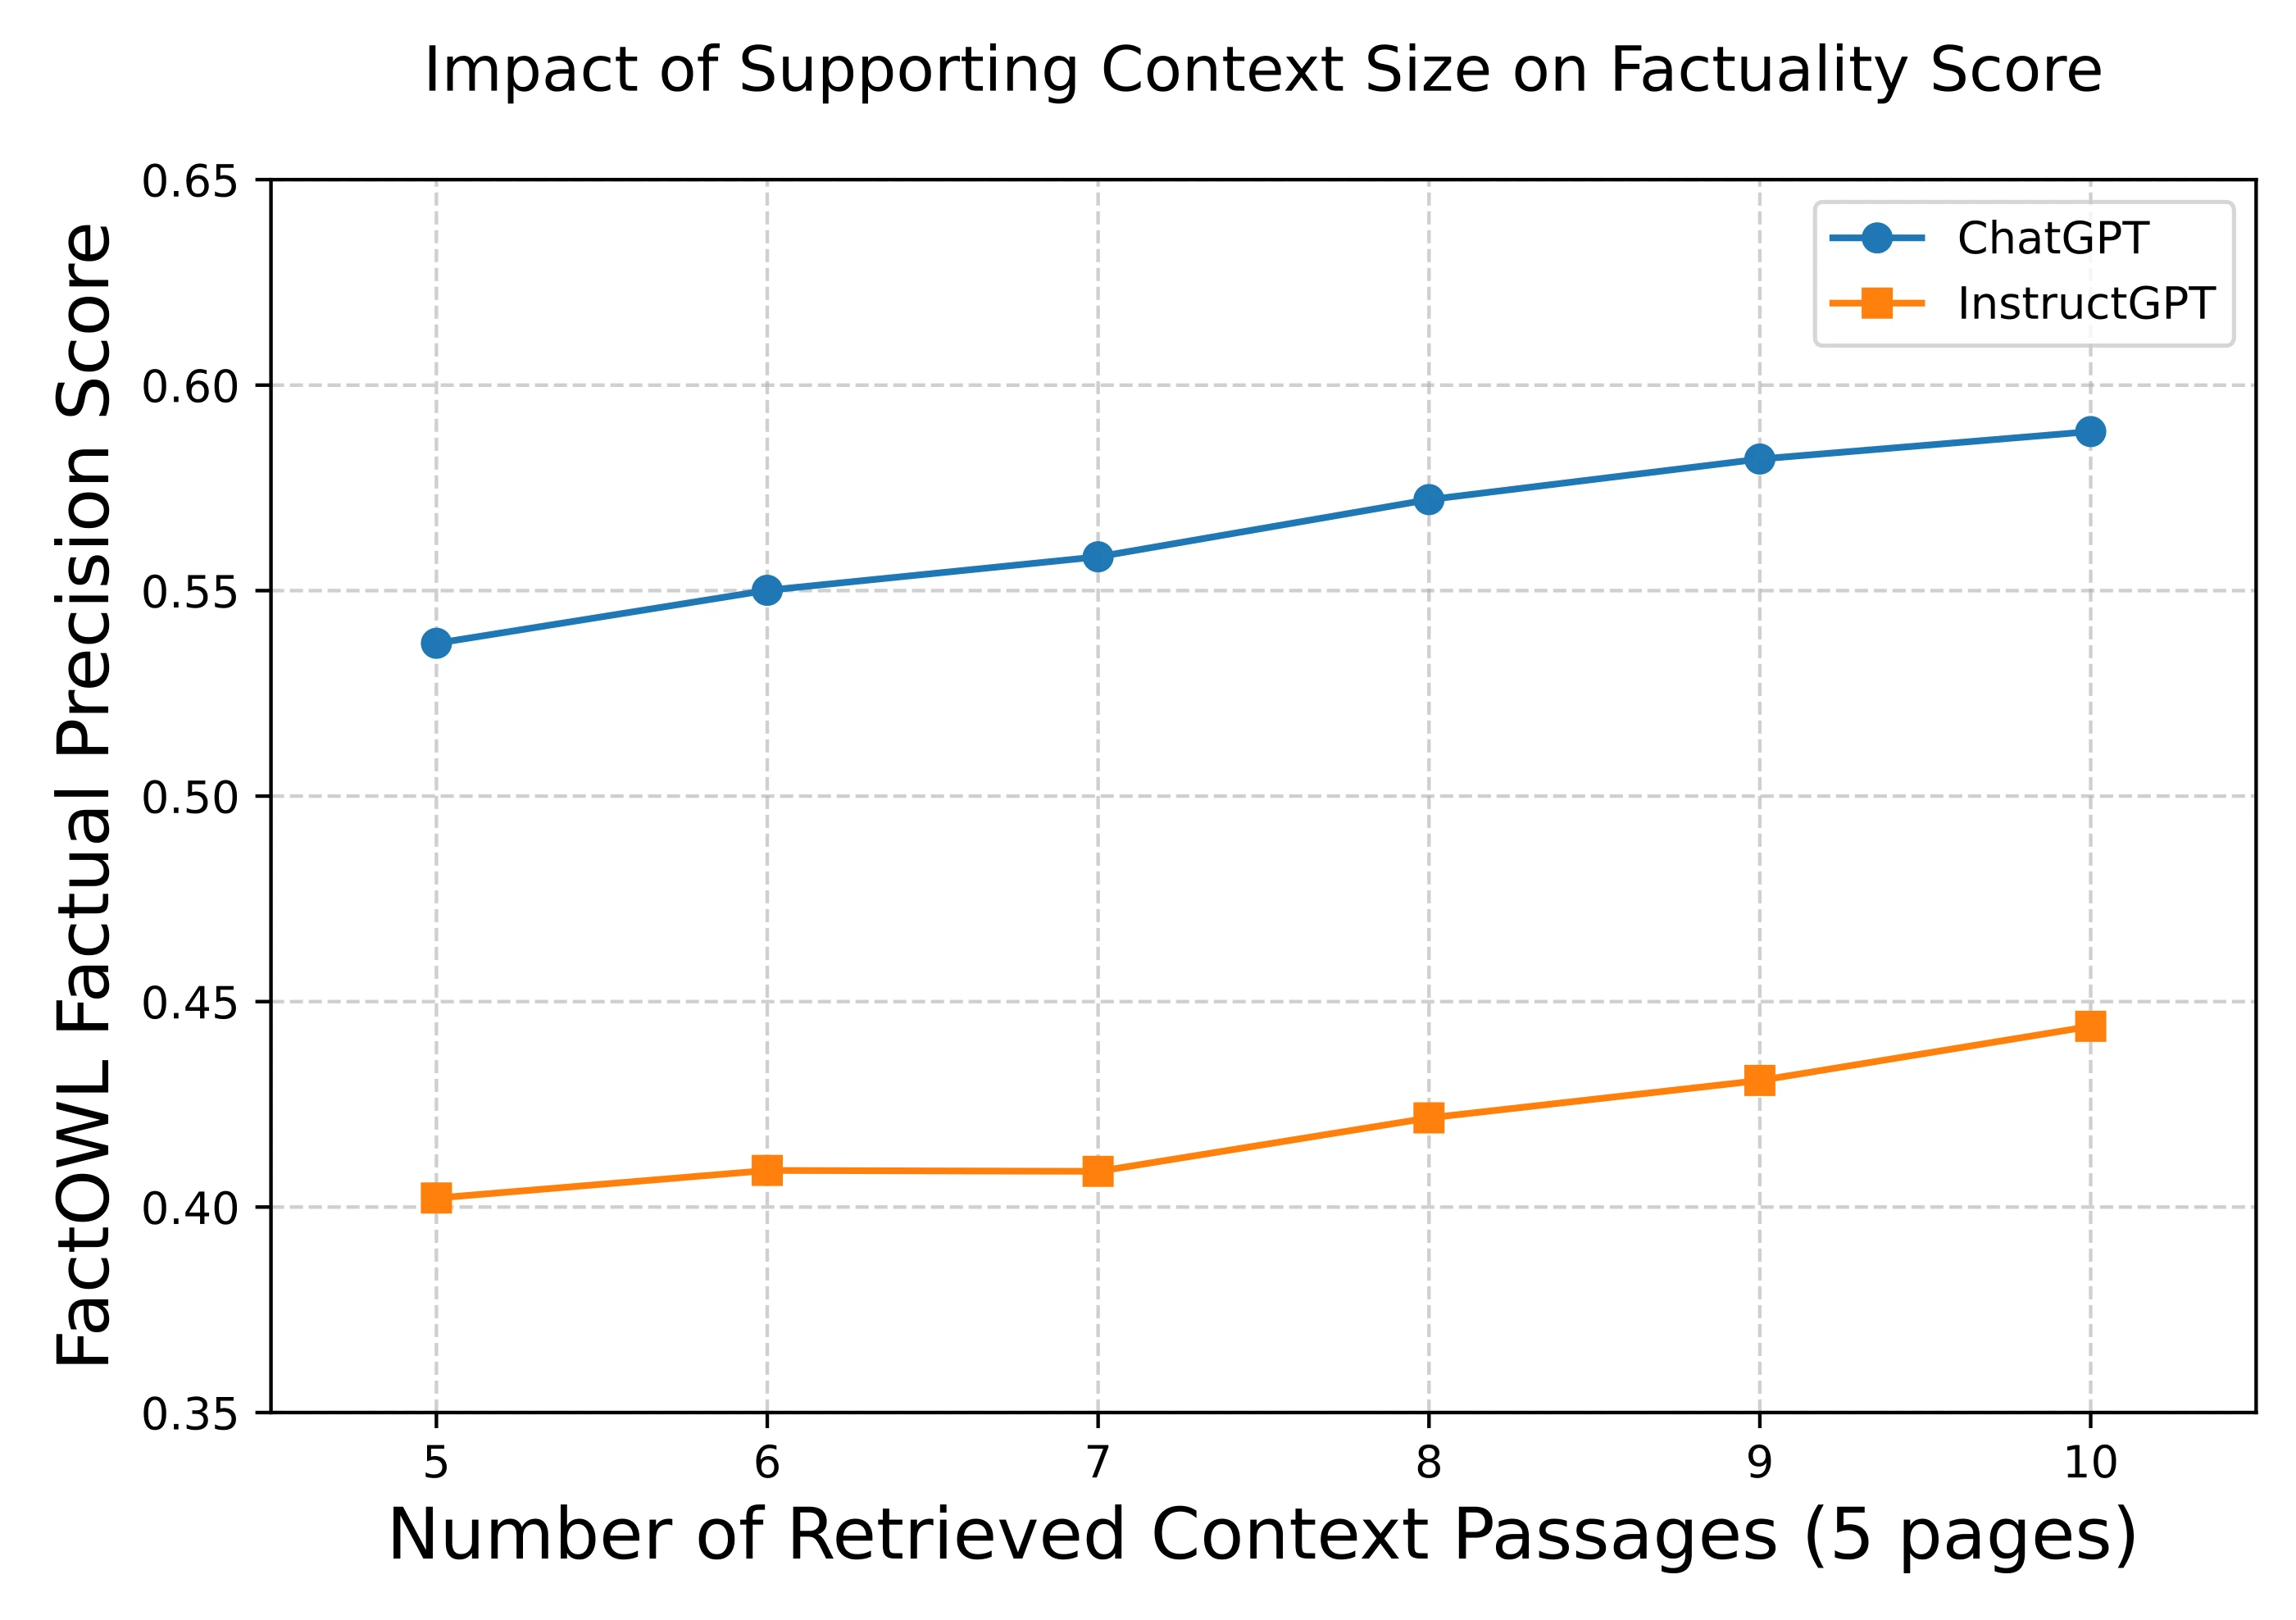 Impact of Supporting Context Size on Factuality Score
FactOWL Factual Precision Score
0.65
0.60
0.55
0.50
0.45
0.40
0.35
ChatGPT
InstructGPT
5 6 7 8 9 10
Number of Retrieved Context Passages (5 pages)